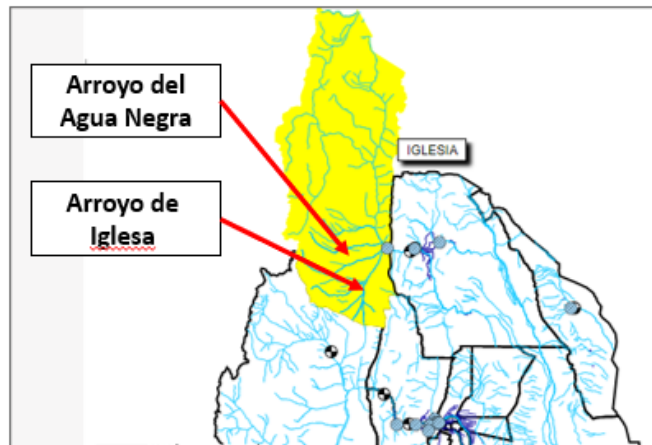 Arroyo del
Agua Negra
IGLESIA
Arroyo de
Iglesa